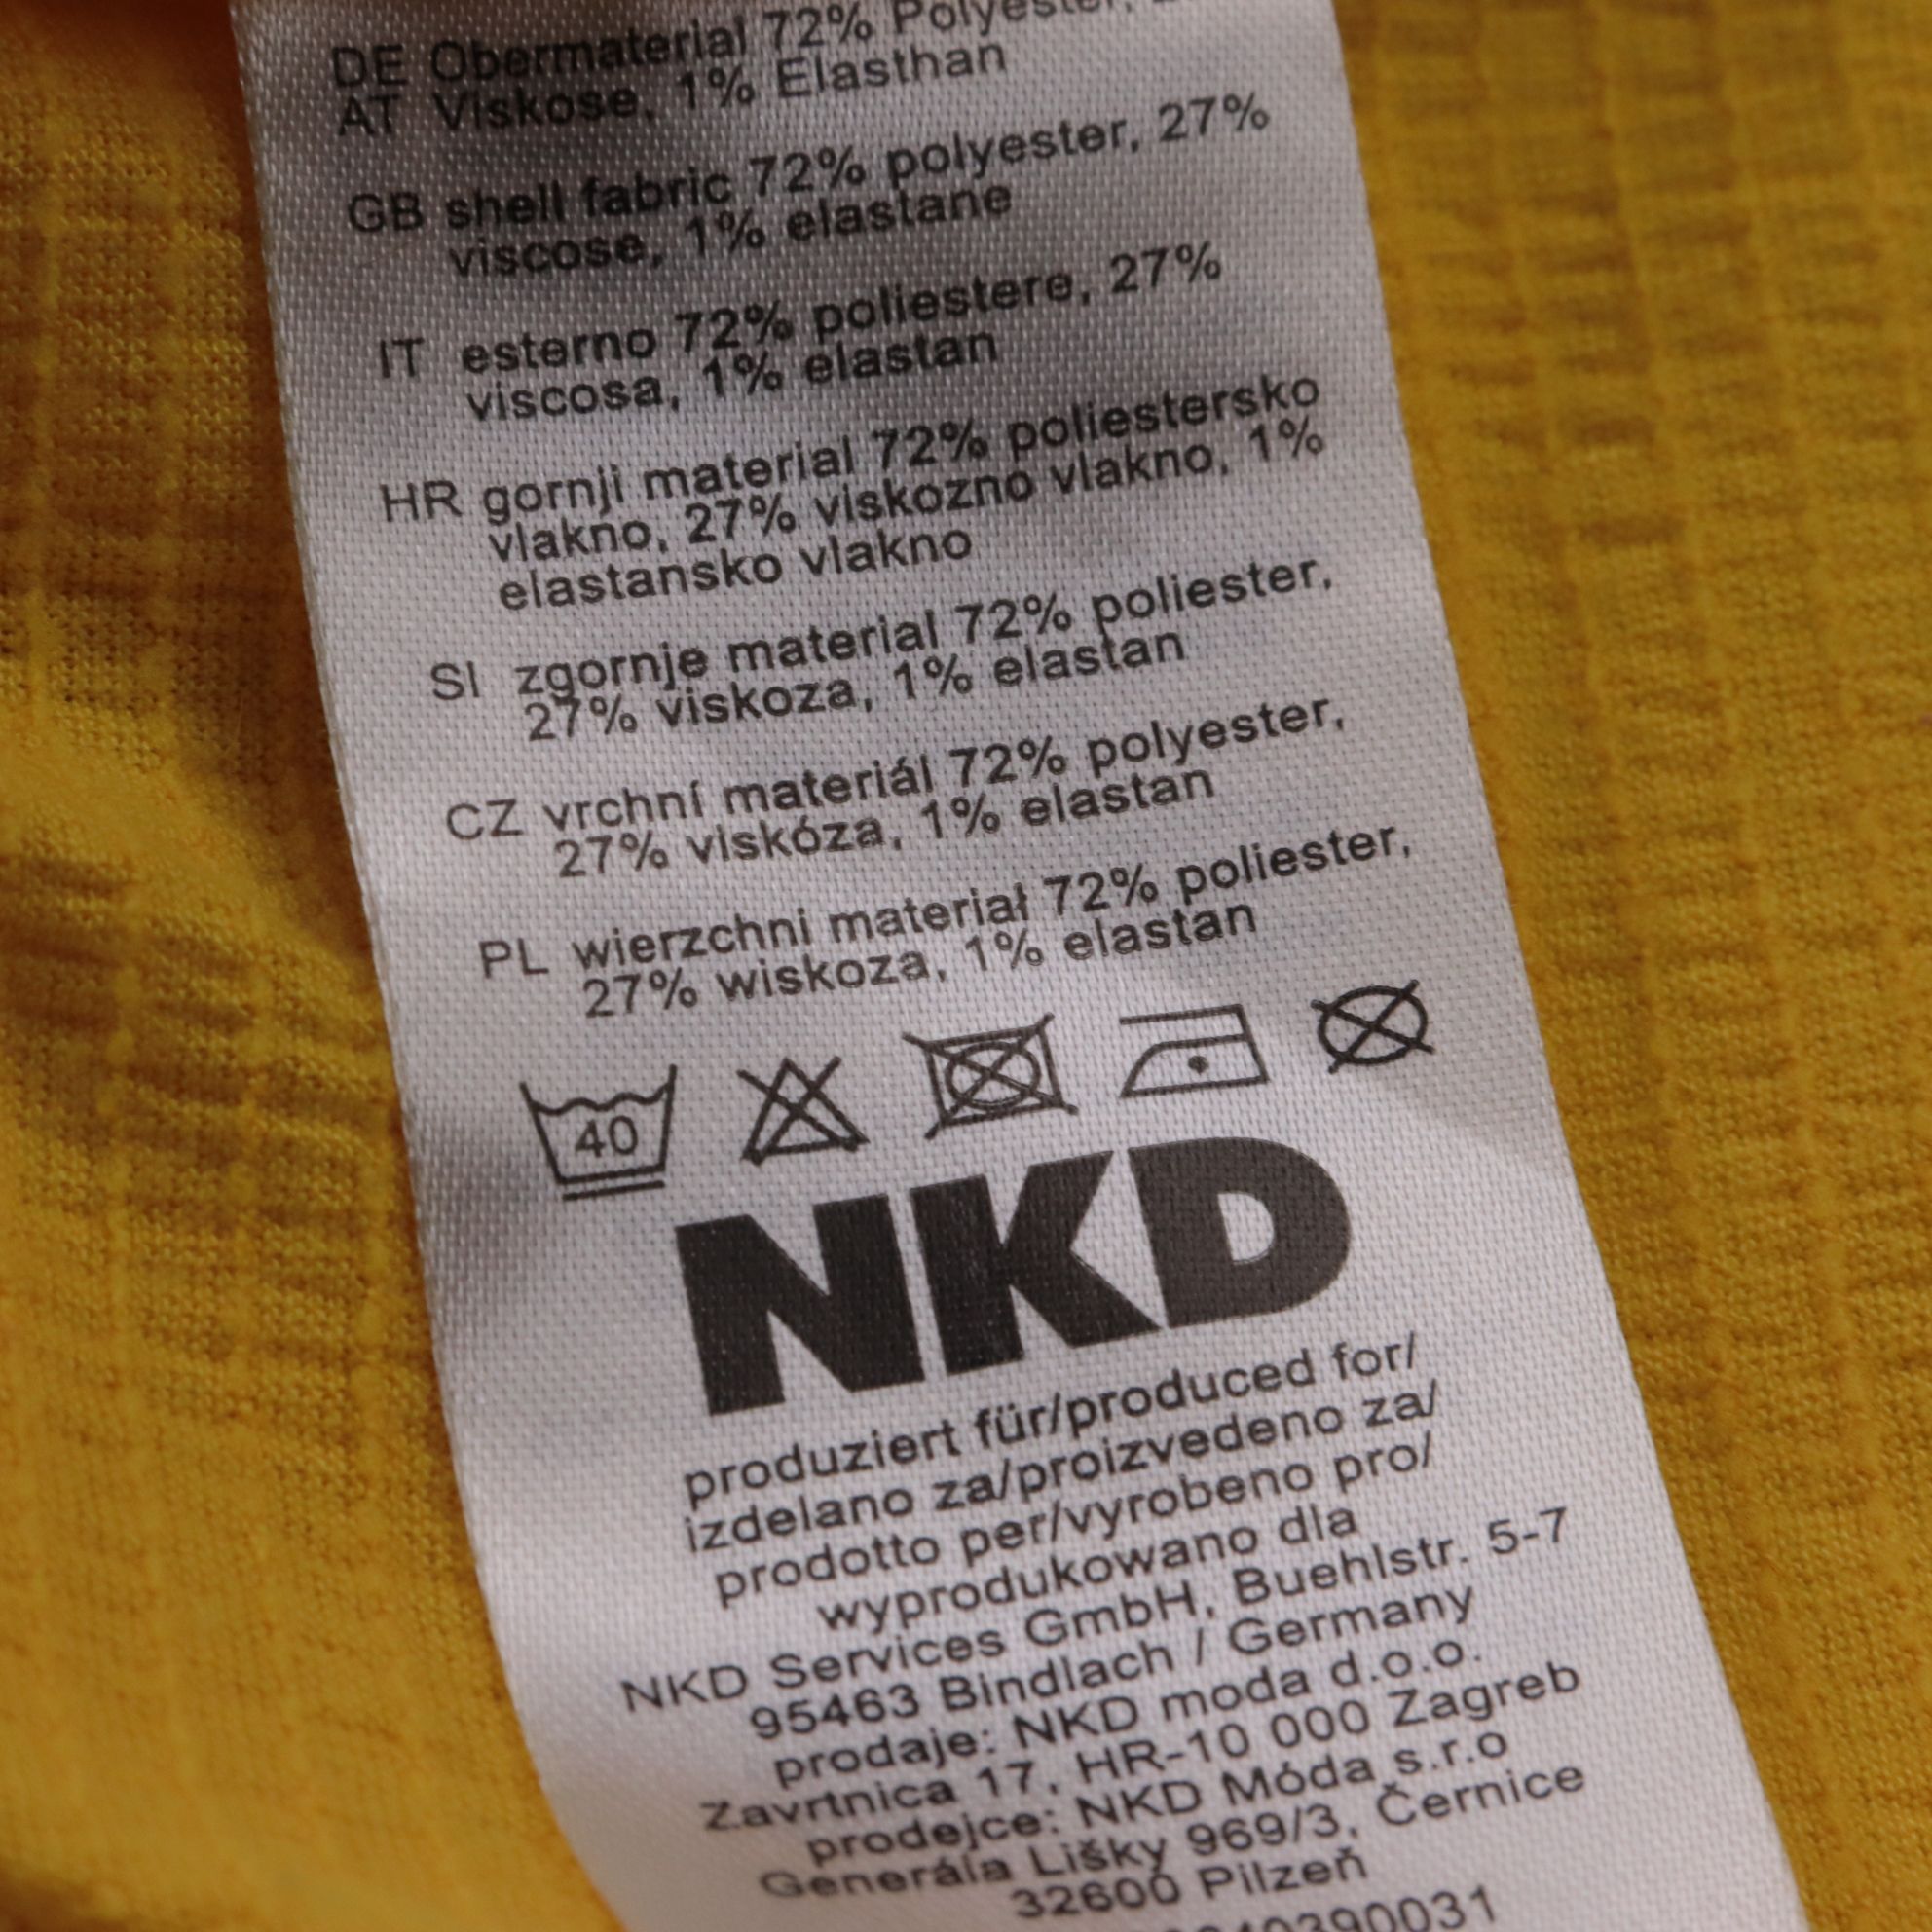 DE Obermaterial 72% Polyester,
AT Viskose, 1% Elasthan
GB shell fabric 72% polyester, 27%
viscose, 1% elastane
IT esterno 72% poliestere, 27%
viscosa, 1% elastan
HR gornji material 72% poliestersko
vlakno, 27% viskozno vlakno, 1%
elastansko vlakno
SI zgornje material 72% poliester,
27% viskoza, 1% elastan
CZ vrchní materiál 72% polyester,
27% viskóza, 1% elastan
PL wierzchni materiał 72% poliester,
27% wiskoza, 1% elastan
40
NKD
produziert für/produced for/
izdelano za/proizvedeno za/
prodotto per/vyrobeno pro/
wyprodukowano dla
NKD Services GmbH, Buehlstr. 5-7
95463 Bindlach / Germany
prodaje: NKD moda d.o.o.
Zavrtnica 17, HR-10 000 Zagreb
prodejce: NKD Móda s.r.o
Generála Lišky 969/3, Černice
32600 Pilzeň